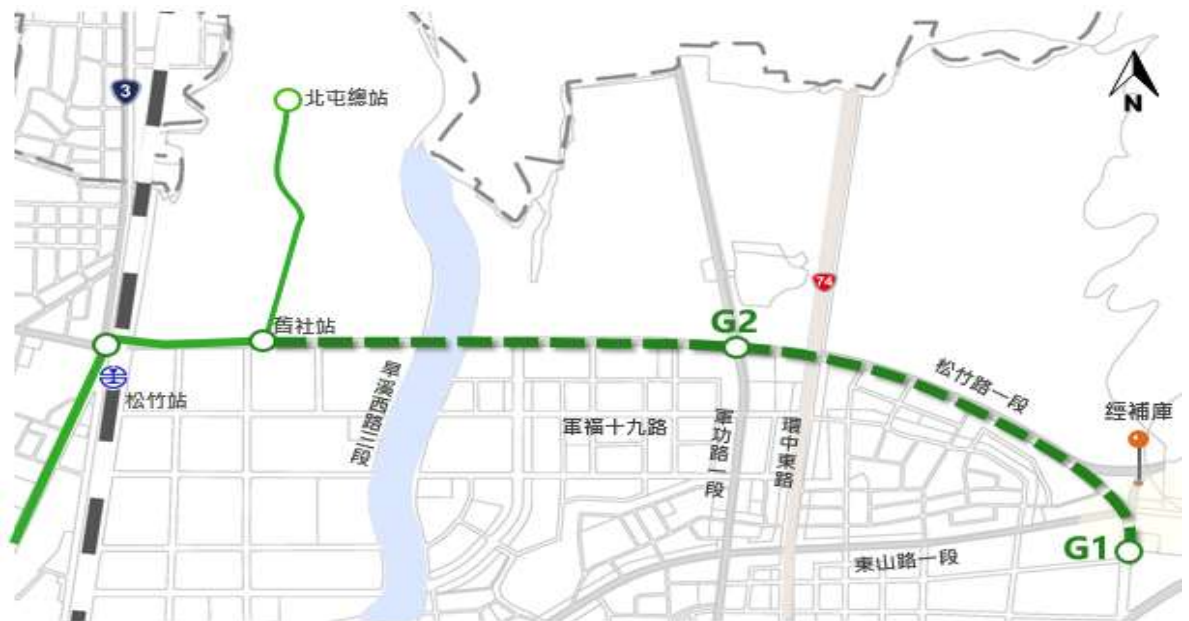 3
北屯總站
N
74
舊社站
G2
松竹站
旱溪西路三段
軍福十九路
軍功路一段
環中東路
松竹路一段
經補庫
東山路一段
G1